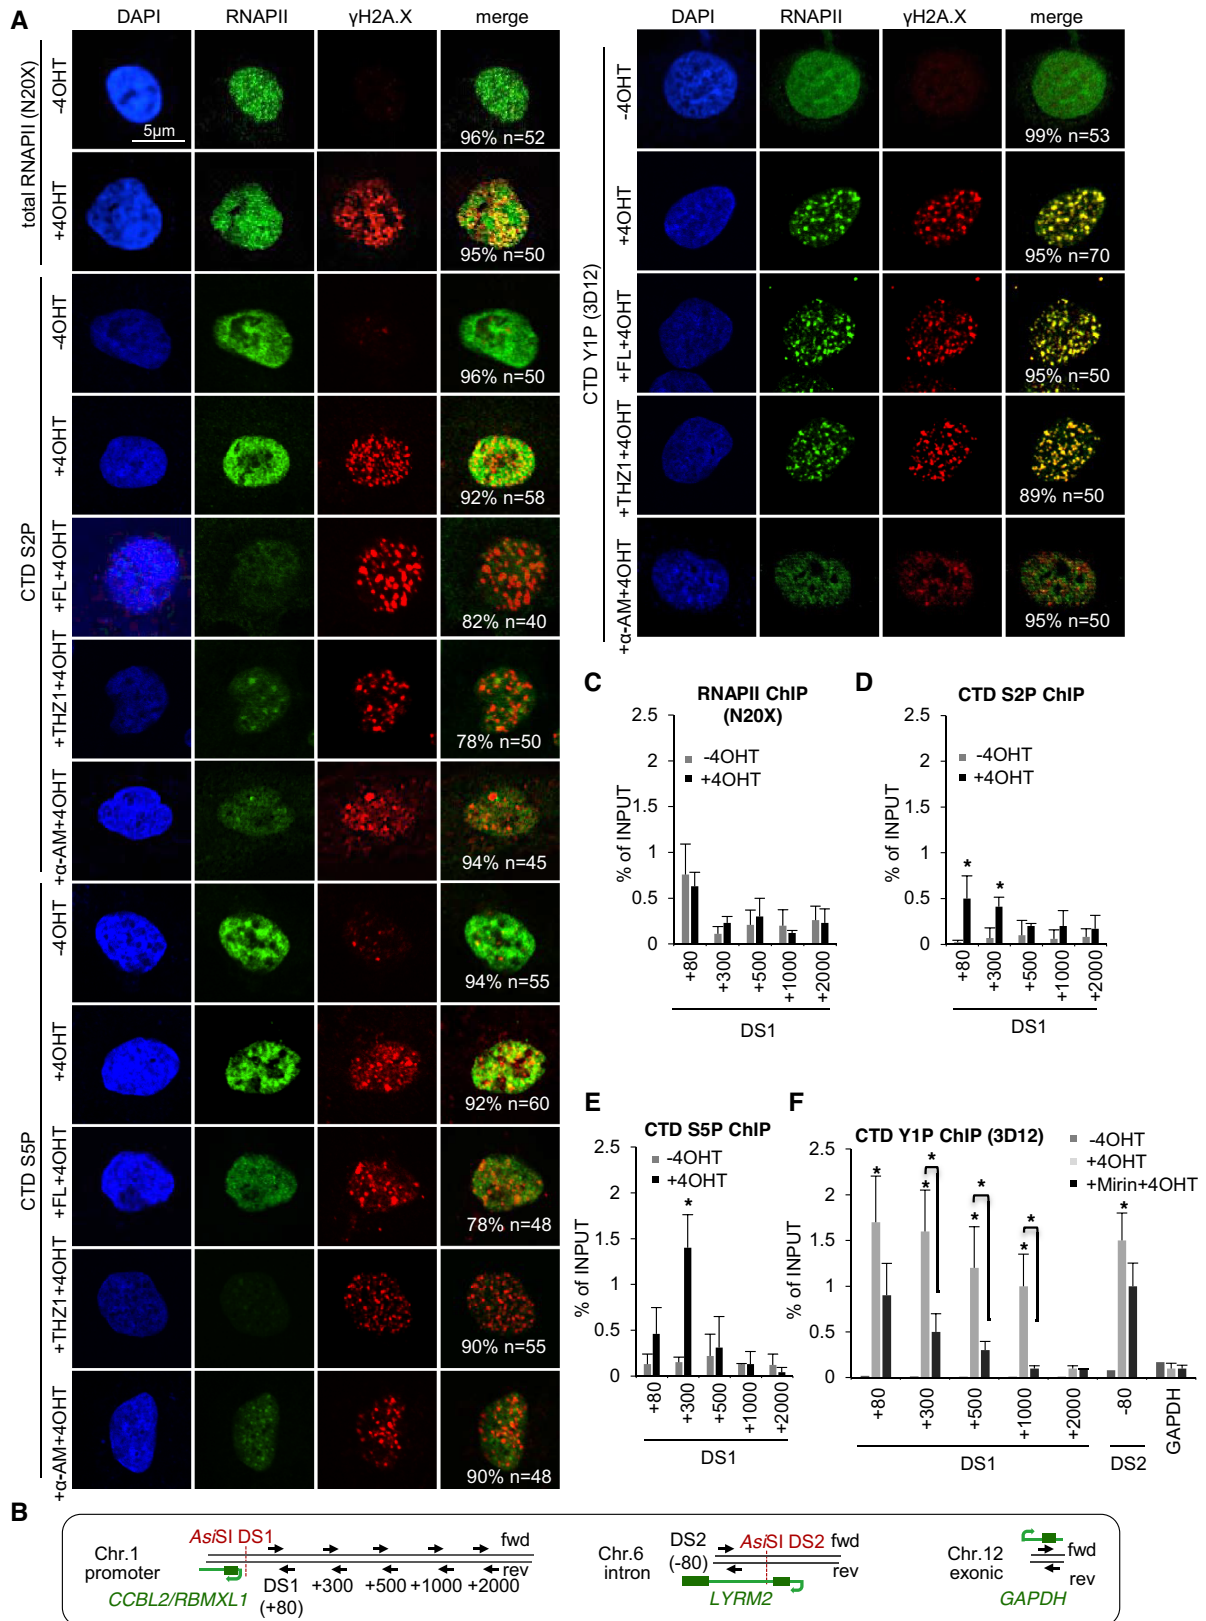 A
DAPI RNAPII γH2A.X merge
total RNAPII (N20X)
-4OHT
5µm
96% n=52
+4OHT
95% n=50
CTD S2P
-4OHT
96% n=50
+4OHT
92% n=58
+FL+4OHT
82% n=40
+THZ1+4OHT
78% n=50
+α-AM+4OHT
94% n=45
CTD S5P
-4OHT
94% n=55
+4OHT
92% n=60
+FL+4OHT
78% n=48
+THZ1+4OHT
90% n=55
+α-AM+4OHT
90% n=48
DAPI RNAPII γH2A.X merge
CTD Y1P (3D12)
-4OHT
99% n=53
+4OHT
95% n=70
+FL+4OHT
95% n=50
+THZ1+4OHT
89% n=50
+α-AM+4OHT
95% n=50
C
RNAPII ChIP
(N20X)
% of INPUT
2.5
2
1.5
1
0.5
0
-4OHT
+4OHT
+80 +300 +500 +1000 +2000
DS1
D
CTD S2P ChIP
% of INPUT
2.5
2
1.5
1
0.5
0
-4OHT
+4OHT
* *
+80 +300 +500 +1000 +2000
DS1
E
CTD S5P ChIP
% of INPUT
2.5
2
1.5
1
0.5
0
-4OHT
+4OHT
*
+80 +300 +500 +1000 +2000
DS1
F
CTD Y1P ChIP (3D12)
% of INPUT
2.5
2
1.5
1
0.5
0
-4OHT
+4OHT
+Mirin+4OHT
* * * * * * * *
+80 +300 +500 +1000 +2000 -80 GAPDH
DS1 DS2
B
Chr.1
promoter
AsiSI DS1
fwd
rev
CCBL2/RBMXL1
DS1
(+80)
+300 +500 +1000 +2000
Chr.6
intron
DS2
(-80)
AsiSI DS2
fwd
rev
LYRM2
Chr.12
exonic
fwd
rev
GAPDH